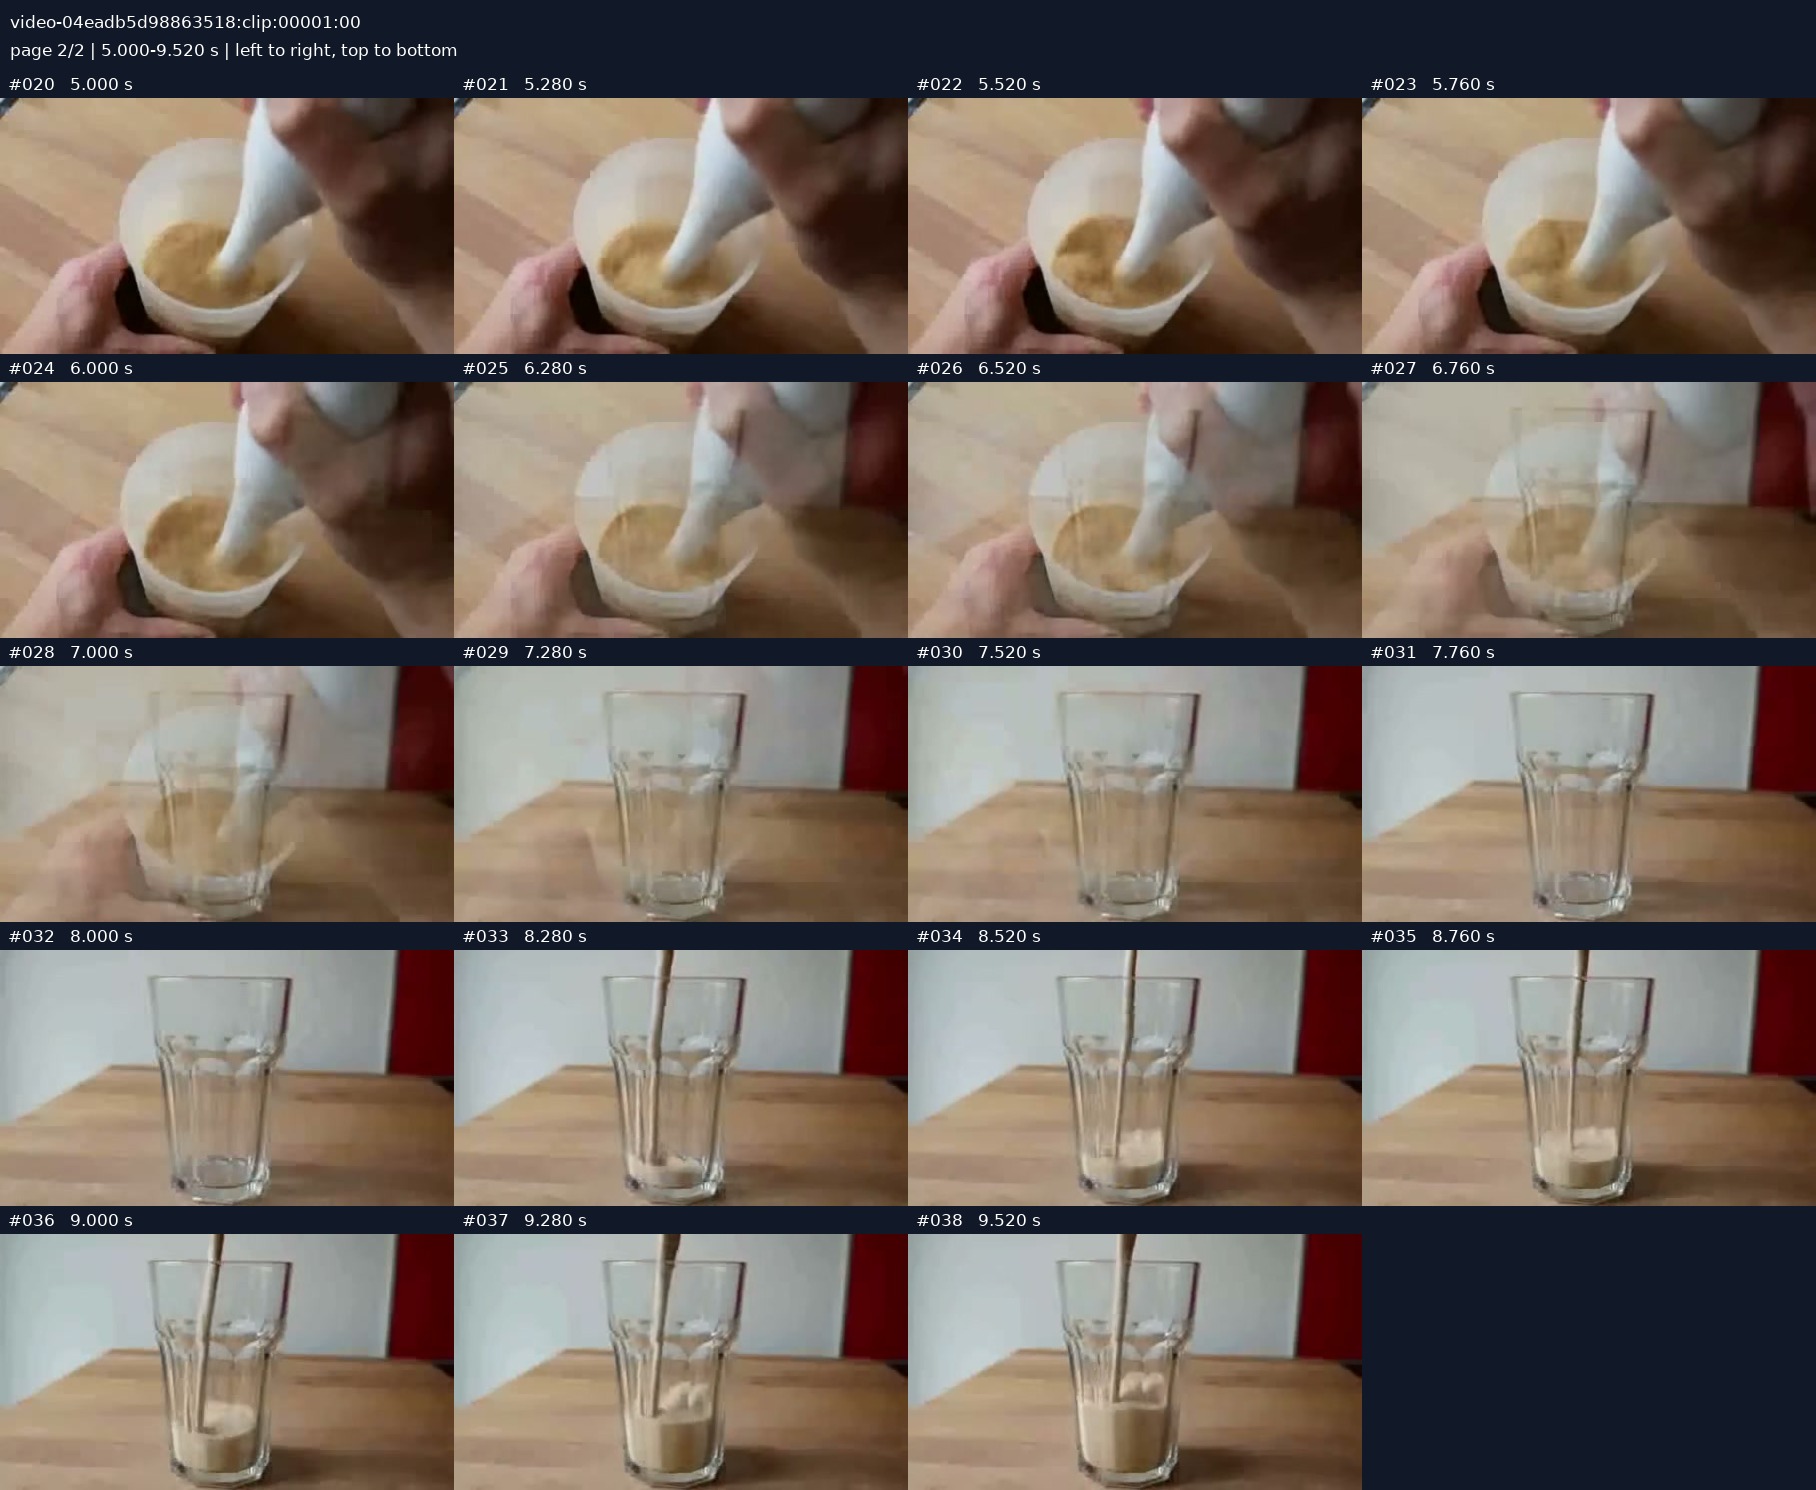 video-04eadb5d98863518:clip:00001:00
page 2/2 | 5.000-9.520 s | left to right, top to bottom
#020 5.000 s
#021 5.280 s
#022 5.520 s
#023 5.760 s
#024 6.000 s
#025 6.280 s
#026 6.520 s
#027 6.760 s
#028 7.000 s
#029 7.280 s
#030 7.520 s
#031 7.760 s
#032 8.000 s
#033 8.280 s
#034 8.520 s
#035 8.760 s
#036 9.000 s
#037 9.280 s
#038 9.520 s